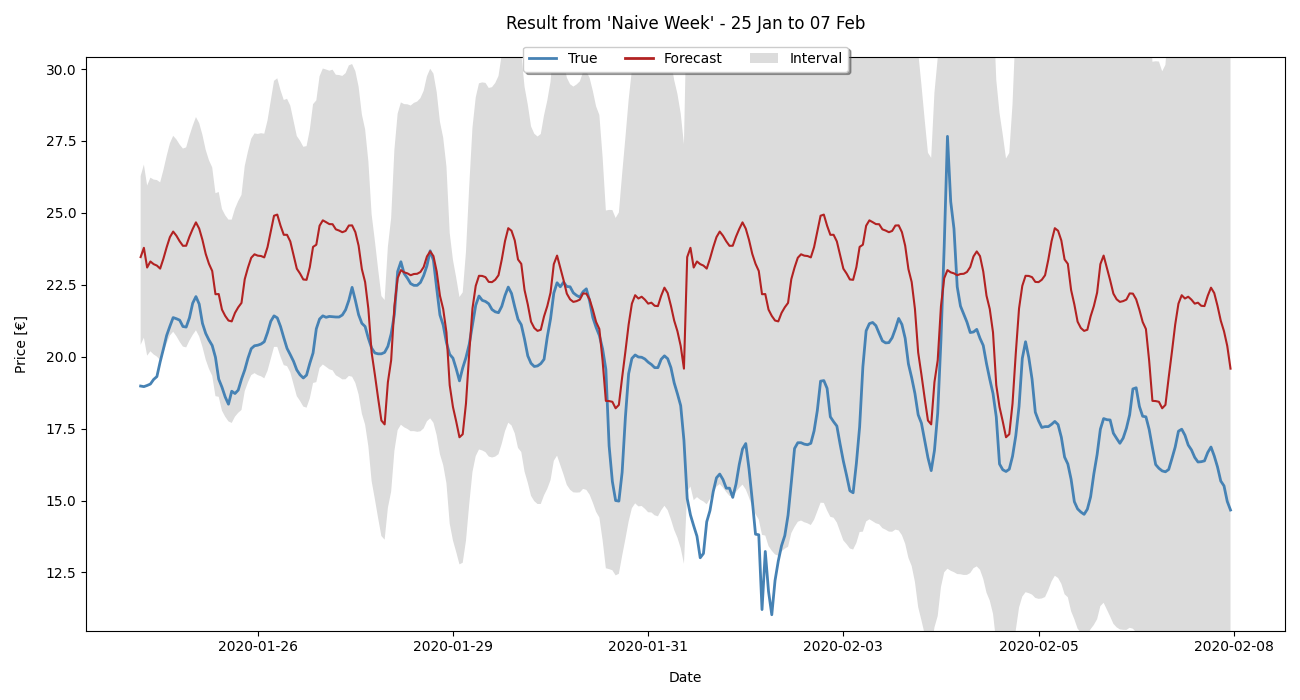 Result from 'Naive Week' - 25 Jan to 07 Feb
True Forecast Interval
30.0
27.5
25.0
22.5
20.0
17.5
15.0
12.5
Price [€]
2020-01-26 2020-01-29 2020-01-31 2020-02-03 2020-02-05 2020-02-08
Date